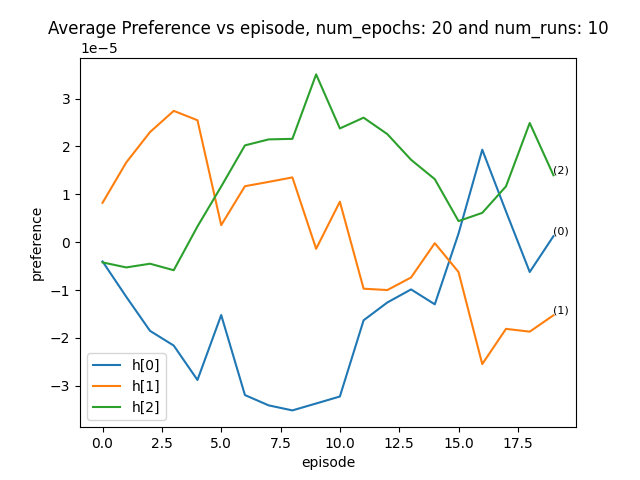 Average Preference vs episode, num_epochs: 20 and num_runs: 10
1e−5
3
2
1
0
−1
−2
−3
preference
(2)
(0)
(1)
h[0]
h[1]
h[2]
0.0 2.5 5.0 7.5 10.0 12.5 15.0 17.5
episode